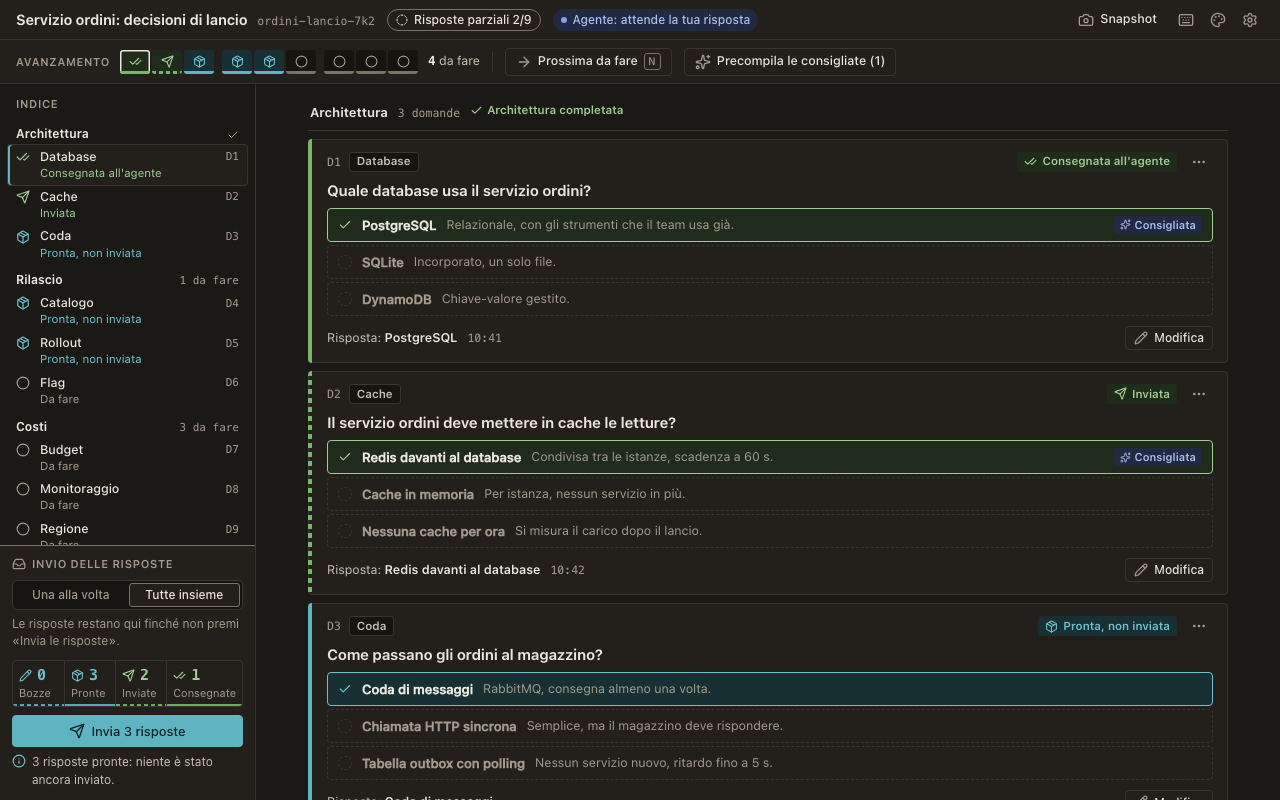 Servizio ordini: decisioni di lancio ordini-lancio-7k2 Risposte parziali 2/9 Agente: attende la tua risposta Snapshot
AVANZAMENTO 4 da fare Prossima da fare N Precompila le consigliate (1)
INDICE
Architettura
Database D1
Consegnata all'agente
Cache D2
Inviata
Coda D3
Pronta, non inviata
Rilascio 1 da fare
Catalogo D4
Pronta, non inviata
Rollout D5
Pronta, non inviata
Flag D6
Da fare
Costi 3 da fare
Budget D7
Da fare
Monitoraggio D8
Da fare
Regione D9
Da fare
INVIO DELLE RISPOSTE
Una alla volta Tutte insieme
Le risposte restano qui finché non premi
«Invia le risposte».
0 3 2 1
Bozze Pronte Inviate Consegnate
Invia 3 risposte
3 risposte pronte: niente è stato
ancora inviato.
Architettura 3 domande Architettura completata
D1 Database Consegnata all'agente
Quale database usa il servizio ordini?
PostgreSQL Relazionale, con gli strumenti che il team usa già. Consigliata
SQLite Incorporato, un solo file.
DynamoDB Chiave-valore gestito.
Risposta: PostgreSQL 10:41 Modifica
D2 Cache Inviata
Il servizio ordini deve mettere in cache le letture?
Redis davanti al database Condivisa tra le istanze, scadenza a 60 s. Consigliata
Cache in memoria Per istanza, nessun servizio in più.
Nessuna cache per ora Si misura il carico dopo il lancio.
Risposta: Redis davanti al database 10:42 Modifica
D3 Coda Pronta, non inviata
Come passano gli ordini al magazzino?
Coda di messaggi RabbitMQ, consegna almeno una volta.
Chiamata HTTP sincrona Semplice, ma il magazzino deve rispondere.
Tabella outbox con polling Nessun servizio nuovo, ritardo fino a 5 s.
Risposta: Coda di messaggi Modifica